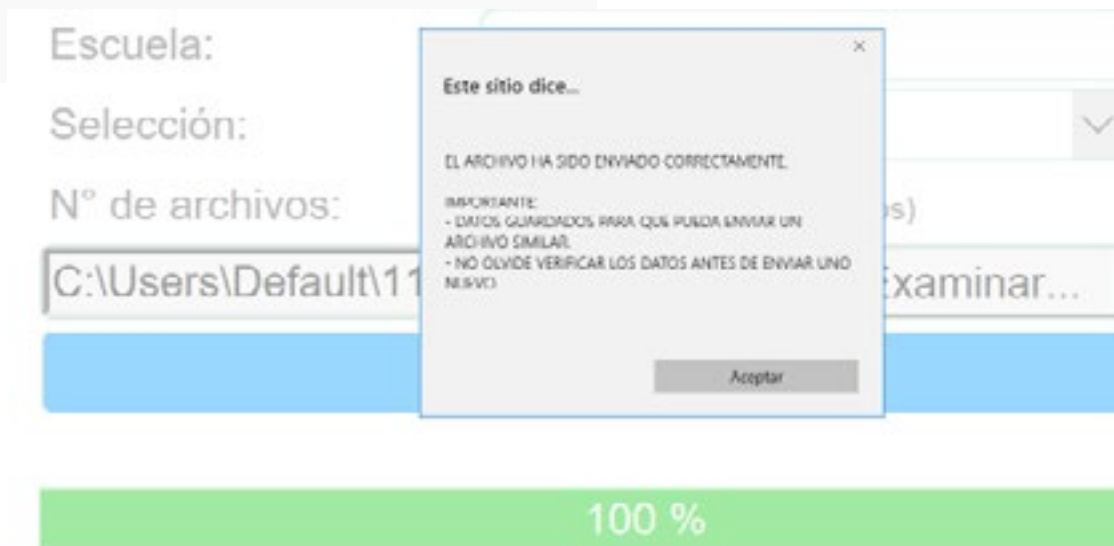 Escuela:
Selección:
N° de archivos:
os)
C:\Users\Default\11
Examinar...
100 %
Este sitio dice...
EL ARCHIVO HA SIDO ENVIADO CORRECTAMENTE.
IMPORTANTE:
- DATOS GUARDADOS PARA QUE PUEDA ENVIAR UN
ARCHIVO SIMILAR.
- NO OLVIDE VERIFICAR LOS DATOS ANTES DE ENVIAR UNO
NUEVO
Aceptar